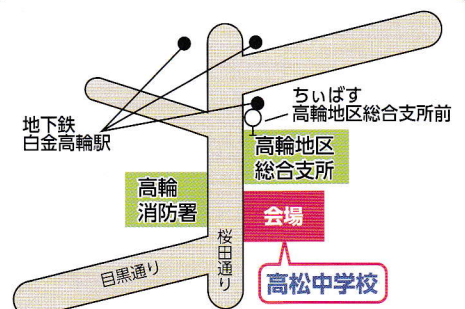 ちぃばす
高輪地区総合支所前
地下鉄
白金高輪駅
高輪地区
総合支所
高輪
消防署
会場
桜田通り
目黒通り
高松中学校